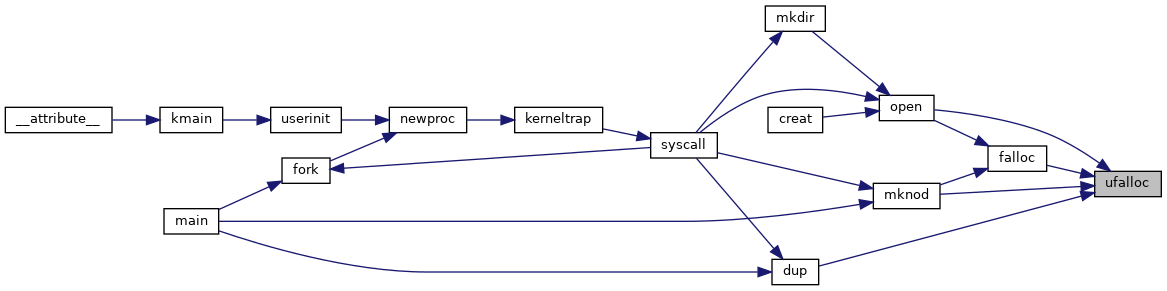 mkdir
open
creat
__attribute__
kmain
userinit
newproc
kerneltrap
syscall
falloc
fork
ufalloc
mknod
main
dup